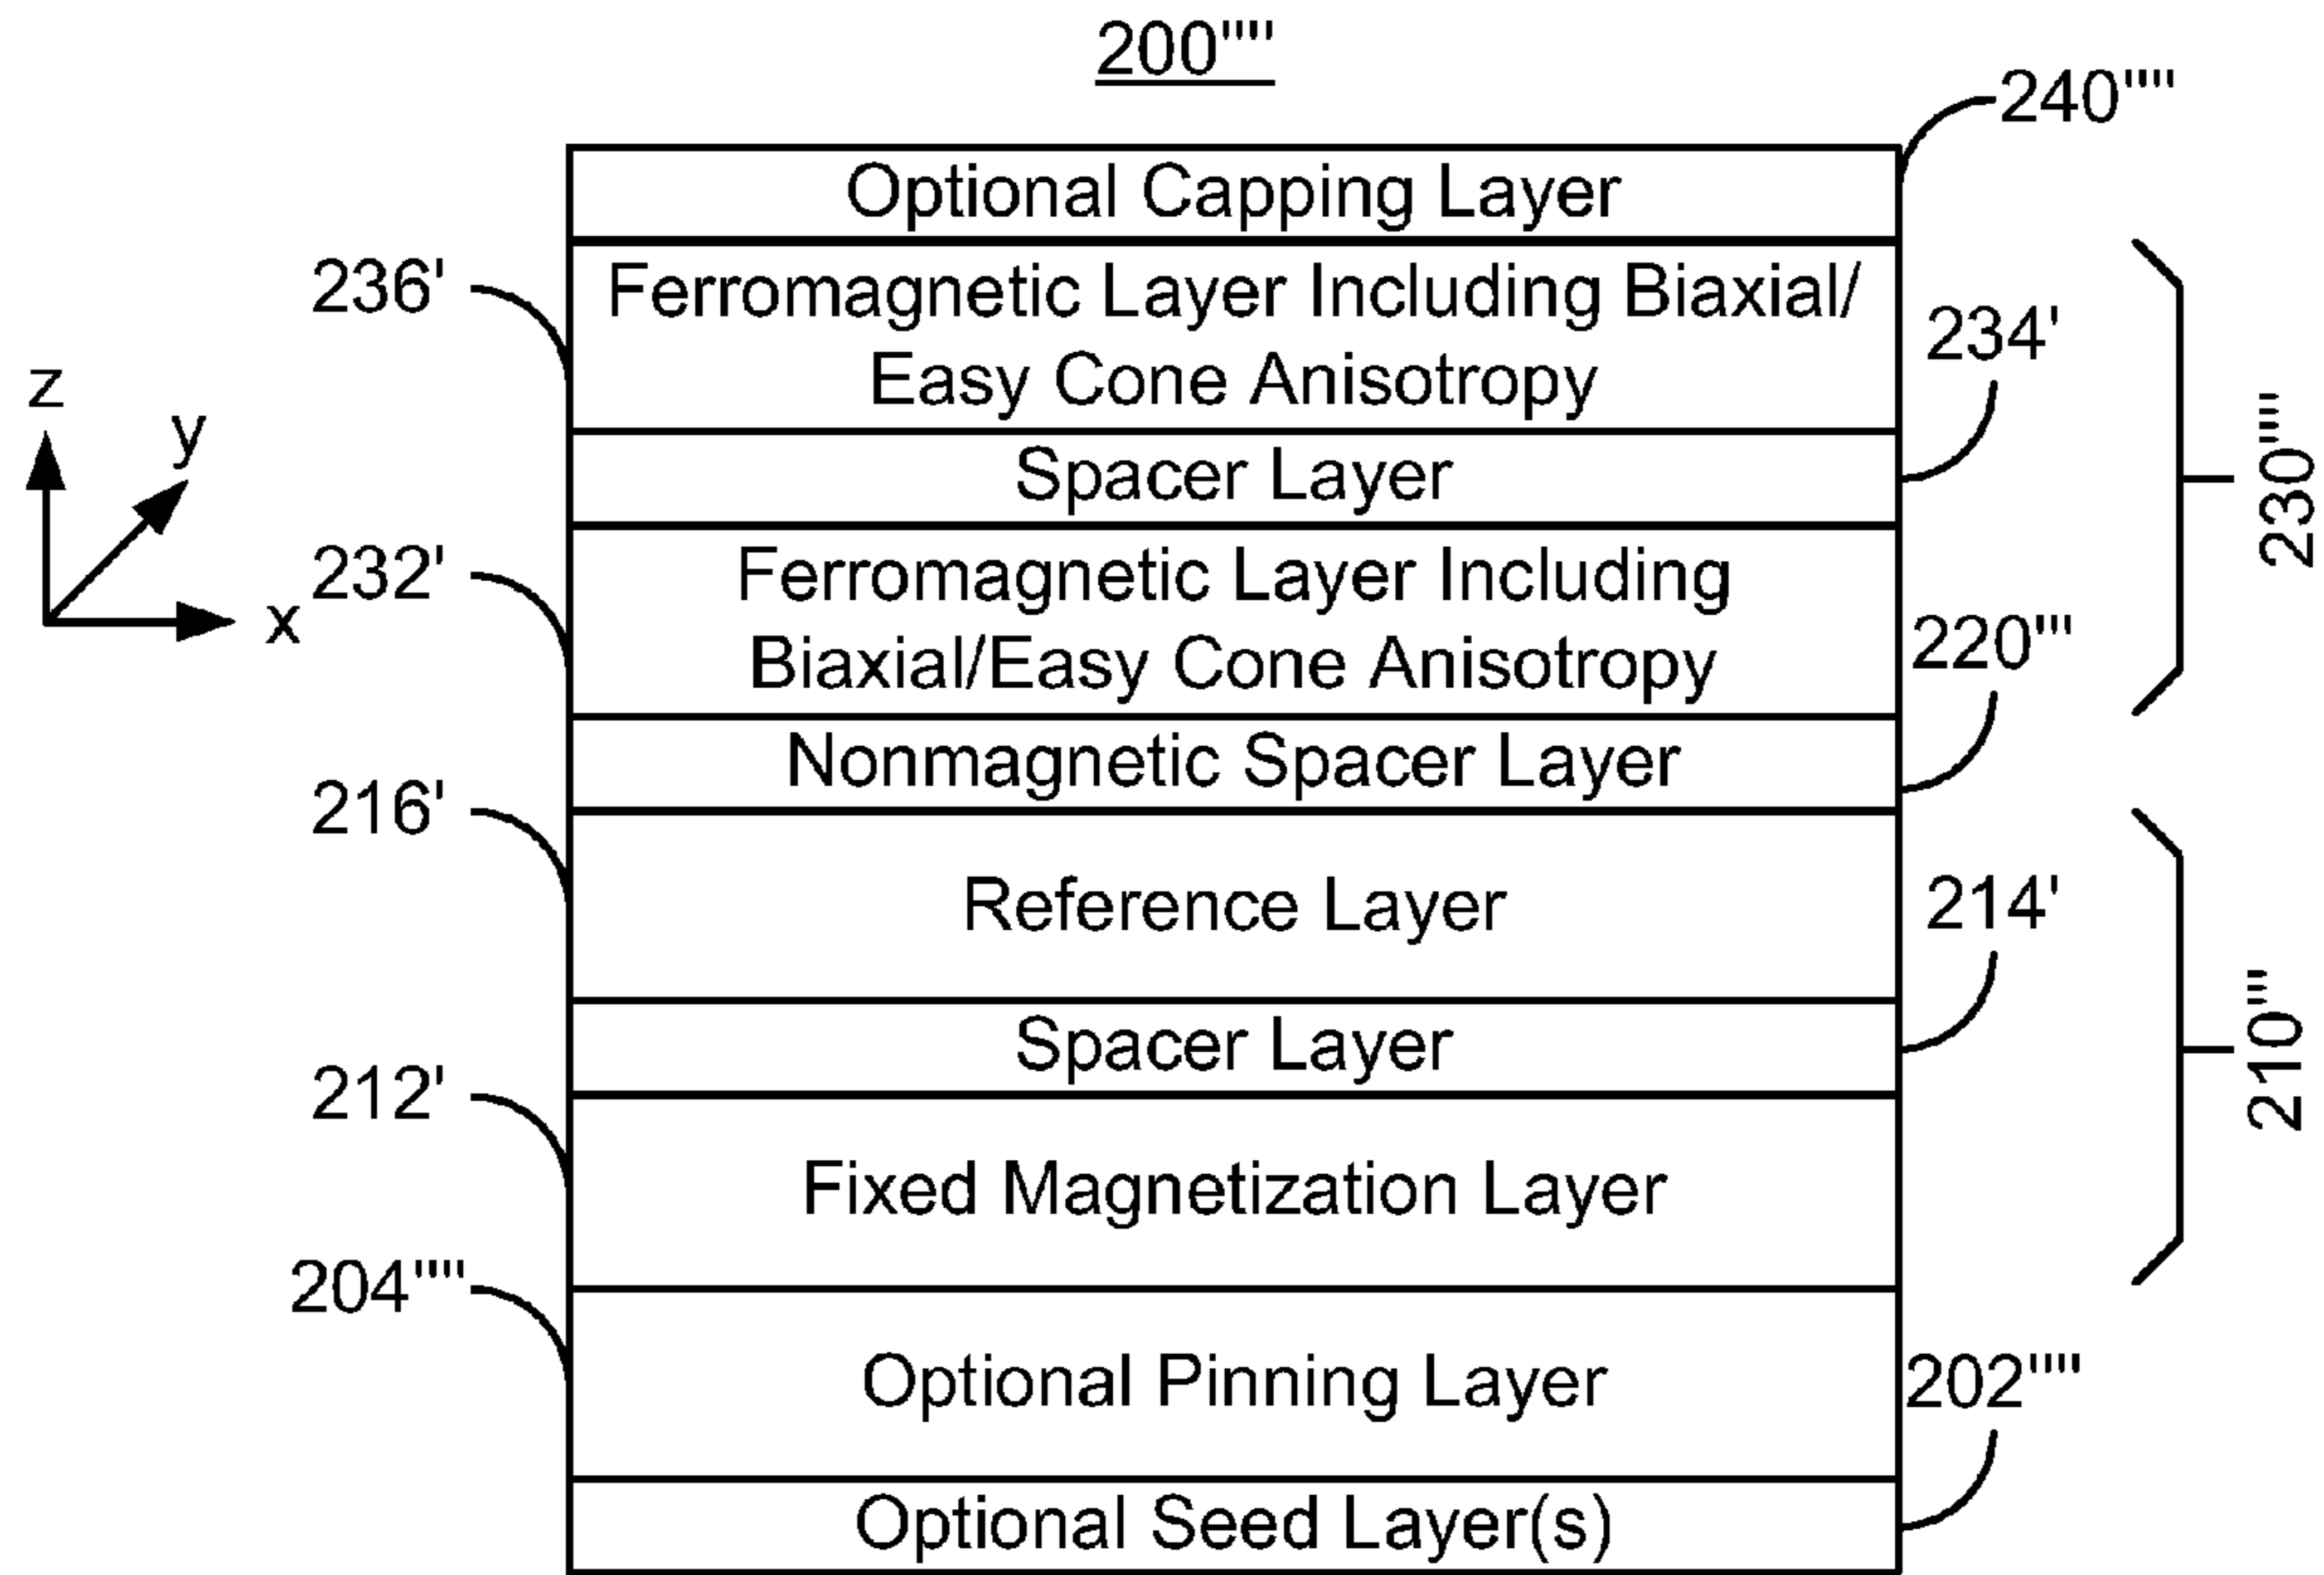 200''''
240''''
Optional Capping Layer
236'
Ferromagnetic Layer Including Biaxial/
Easy Cone Anisotropy
234'
z
y
x
Spacer Layer
230''''
232'
Ferromagnetic Layer Including
Biaxial/Easy Cone Anisotropy
220'''
Nonmagnetic Spacer Layer
216'
Reference Layer
214'
Spacer Layer
210'''
212'
Fixed Magnetization Layer
204''''
Optional Pinning Layer
202''''
Optional Seed Layer(s)